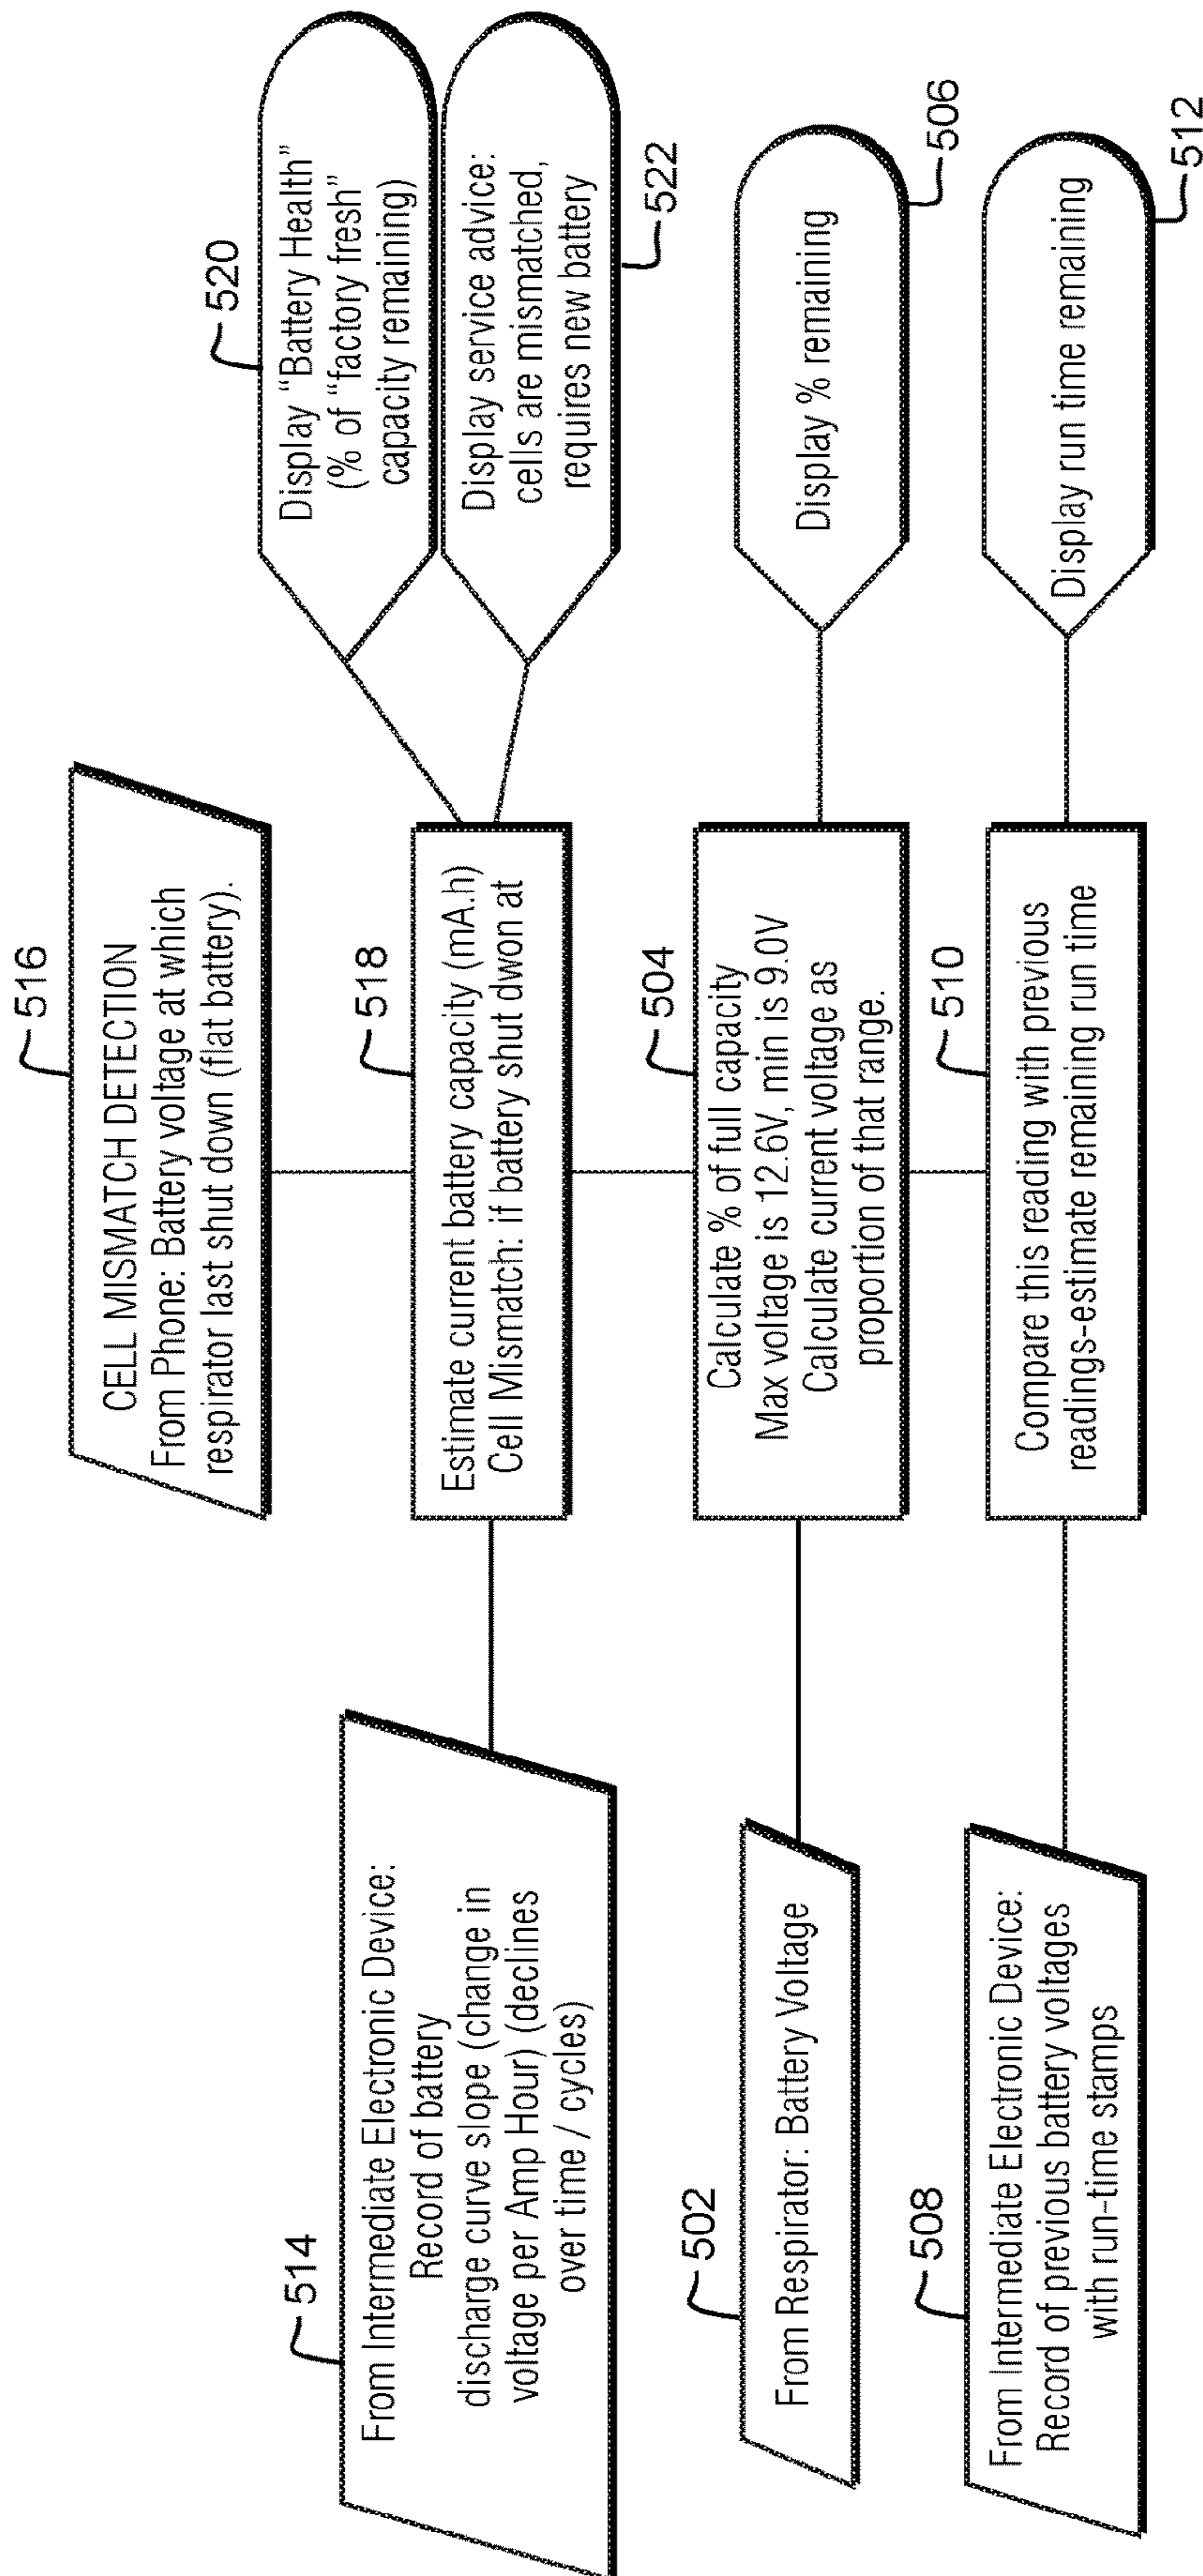 516
CELL MISMATCH DETECTION
From Phone: Battery voltage at which
respirator last shut down (flat battery).
514
From Intermediate Electronic Device:
Record of battery
discharge curve slope (change in
voltage per Amp Hour) (declines
over time / cycles)
518
Estimate current battery capacity (mA.h)
Cell Mismatch: if battery shut dwon at
520
Display “Battery Health”
(% of “factory fresh”
capacity remaining)
Display service advice:
cells are mismatched,
requires new battery
522
502
From Respirator: Battery Voltage
504
Calculate % of full capacity
Max voltage is 12.6V, min is 9.0V
Calculate current voltage as
proportion of that range.
Display % remaining
506
508
From Intermediate Electronic Device:
Record of previous battery voltages
with run-time stamps
510
Compare this reading with previous
readings-estimate remaining run time
Display run time remaining
512